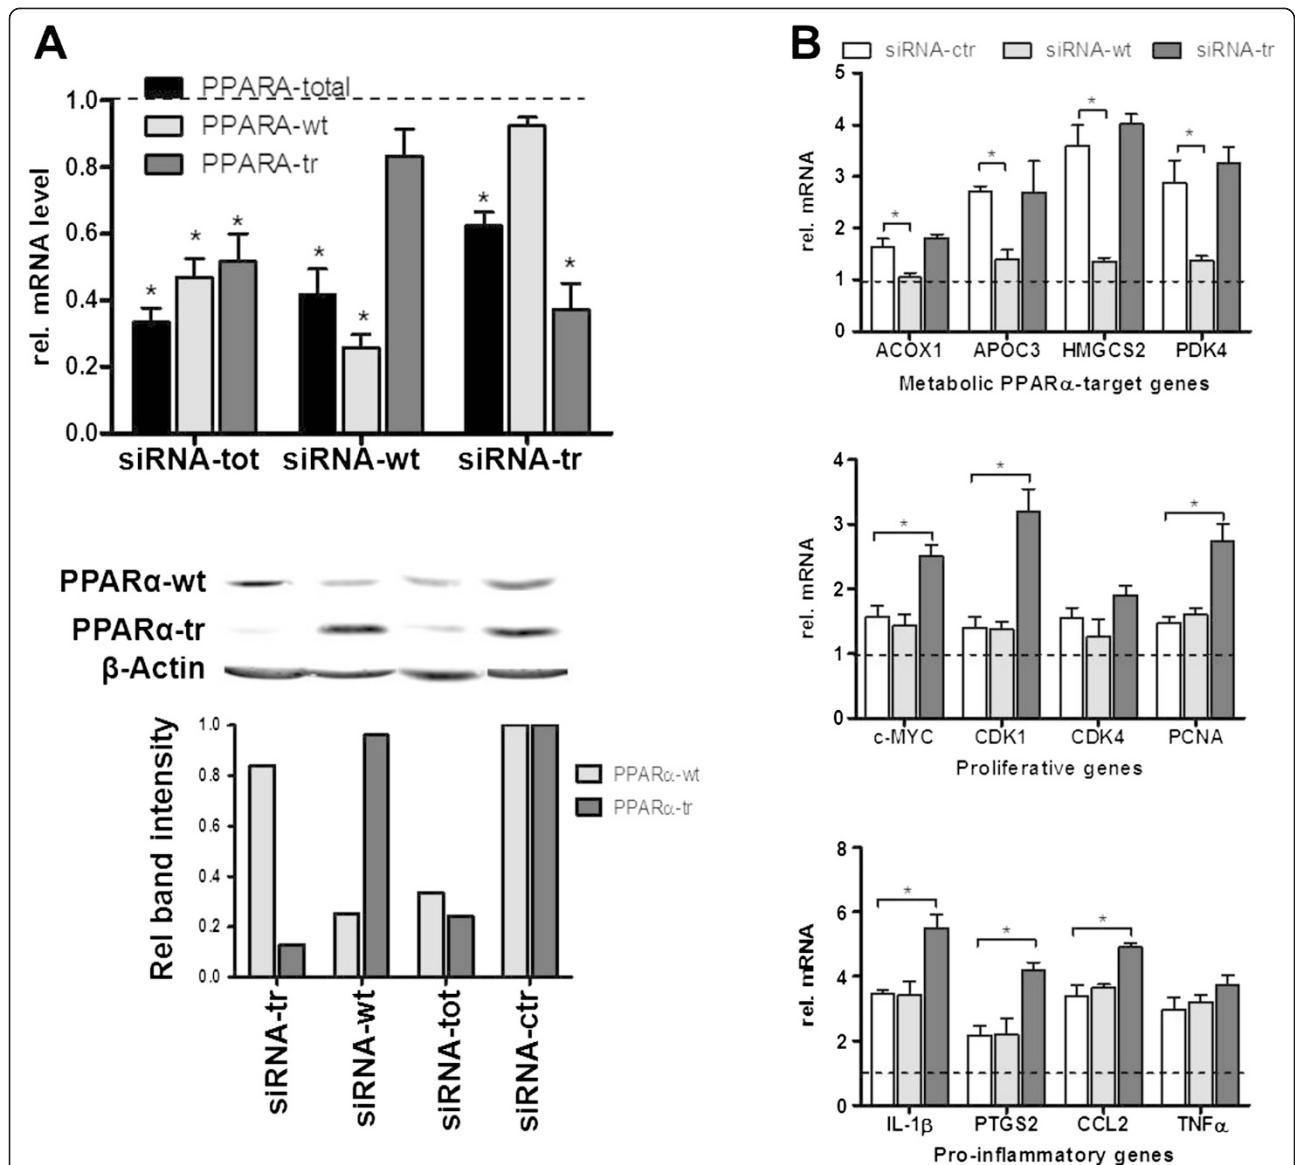 A
PPARA-total
PPARA-wt
PPARA-tr
rel. mRNA level
1.0
0.8
0.6
0.4
0.2
0.0
* * * * * * *
siRNA-tot siRNA-wt siRNA-tr
PPARα-wt
PPARα-tr
β-Actin
Rel band intensity
1.0
0.8
0.6
0.4
0.2
0.0
PPARα-wt
PPARα-tr
siRNA-tr siRNA-wt siRNA-tot siRNA-ctr
B
siRNA-ctr siRNA-wt siRNA-tr
rel. mRNA
5
4
3
2
1
0
* * * *
ACOX1 APOC3 HMGCS2 PDK4
Metabolic PPARα-target genes
rel. mRNA
4
3
2
1
0
* * *
c-MYC CDK1 CDK4 PCNA
Proliferative genes
rel. mRNA
8
6
4
2
0
* * *
IL-1β PTGS2 CCL2 TNFα
Pro-inflammatory genes